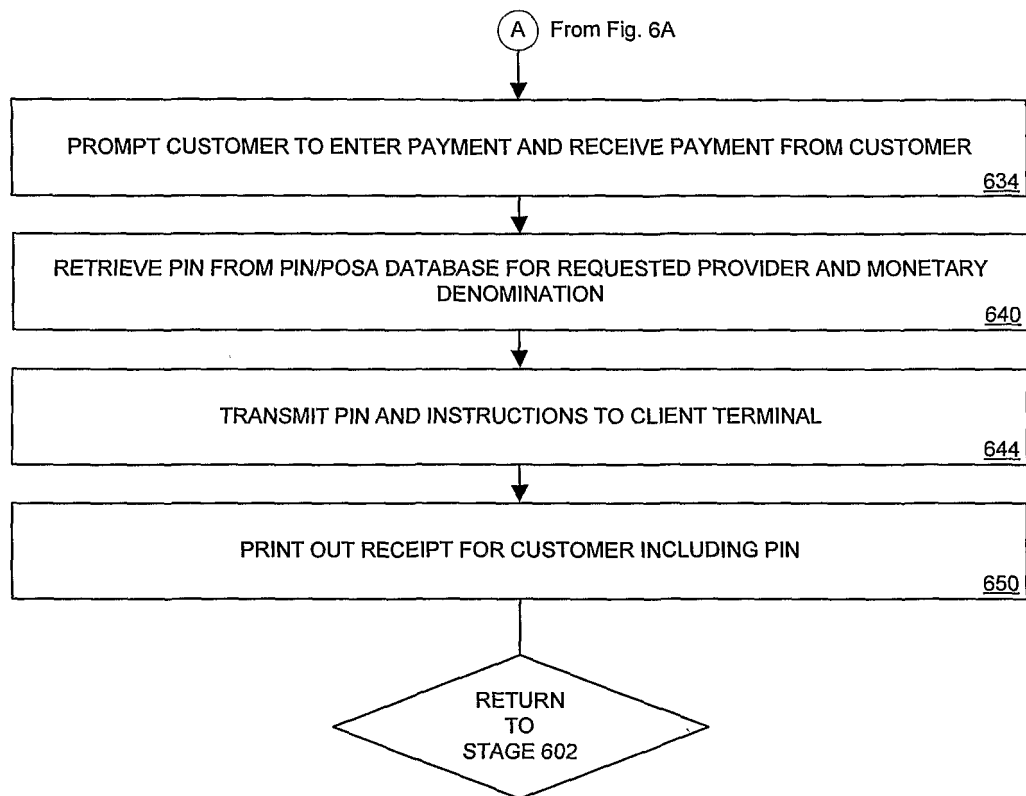 A From Fig. 6A
PROMPT CUSTOMER TO ENTER PAYMENT AND RECEIVE PAYMENT FROM CUSTOMER
634
RETRIEVE PIN FROM PIN/POSA DATABASE FOR REQUESTED PROVIDER AND MONETARY
DENOMINATION
640
TRANSMIT PIN AND INSTRUCTIONS TO CLIENT TERMINAL
644
PRINT OUT RECEIPT FOR CUSTOMER INCLUDING PIN
650
RETURN
TO
STAGE 602